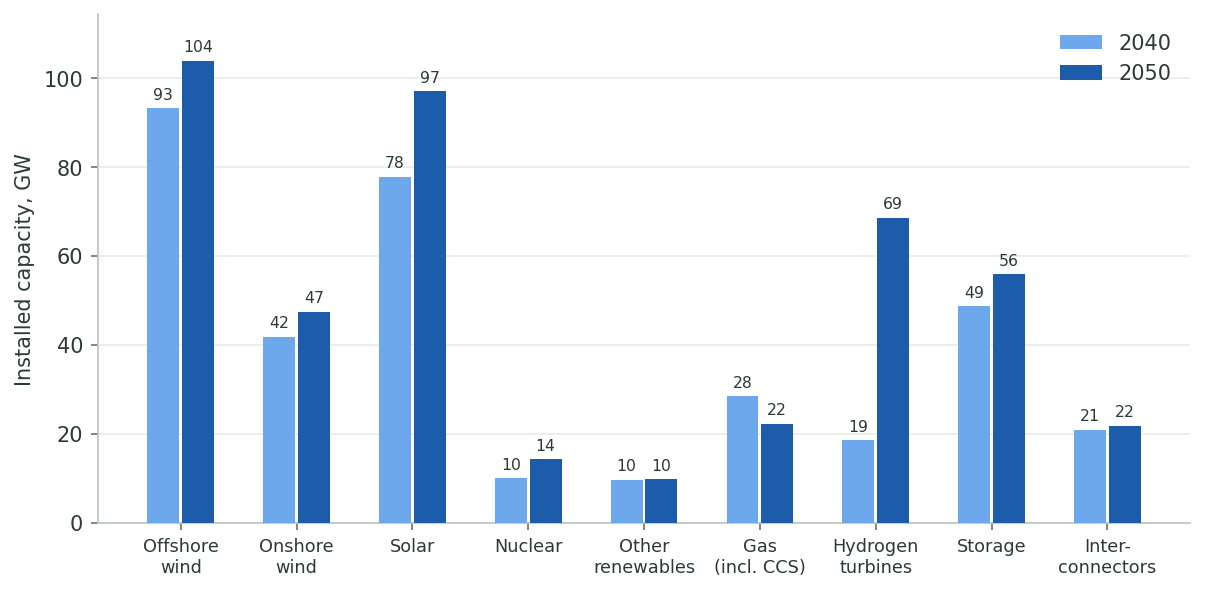 2040
2050
Installed capacity, GW
100
80
60
40
20
0
93
104
42
47
78
97
10
14
10
10
28
22
19
69
49
56
21
22
Offshore
wind
Onshore
wind
Solar
Nuclear
Other
renewables
Gas
(incl. CCS)
Hydrogen
turbines
Storage
Inter-
connectors